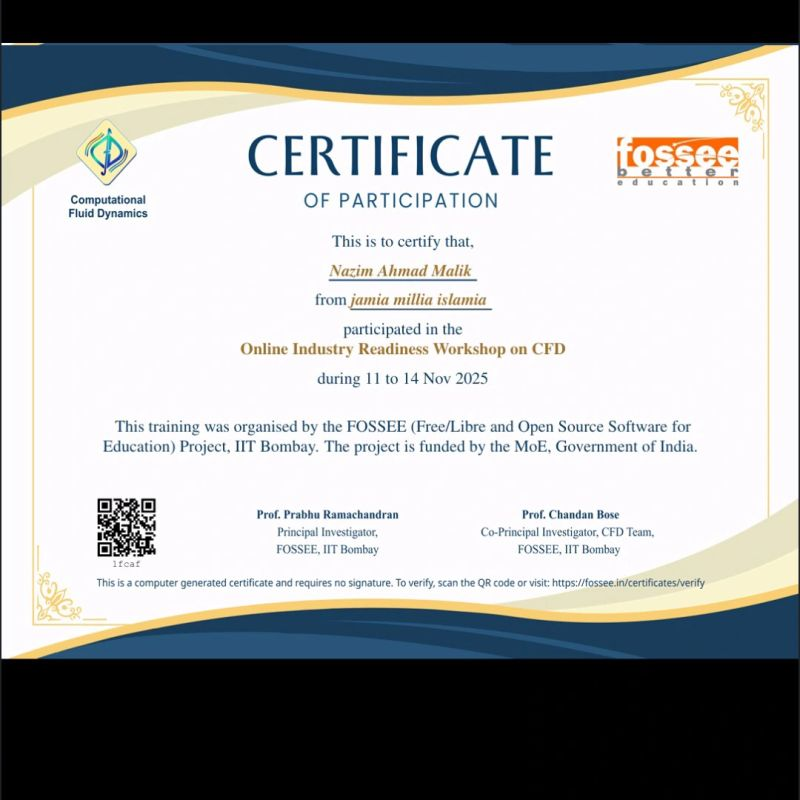 CERTIFICATE
OF PARTICIPATION
Computational
Fluid Dynamics
fossee
better
education
This is to certify that,
Nazim Ahmad Malik
from jamia millia islamia
participated in the
Online Industry Readiness Workshop on CFD
during 11 to 14 Nov 2025
This training was organised by the FOSSEE (Free/Libre and Open Source Software for
Education) Project, IIT Bombay. The project is funded by the MoE, Government of India.
Prof. Prabhu Ramachandran
Principal Investigator,
FOSSEE, IIT Bombay
Prof. Chandan Bose
Co-Principal Investigator, CFD Team,
FOSSEE, IIT Bombay
1fcaf
This is a computer generated certificate and requires no signature. To verify, scan the QR code or visit: https://fossee.in/certificates/verify